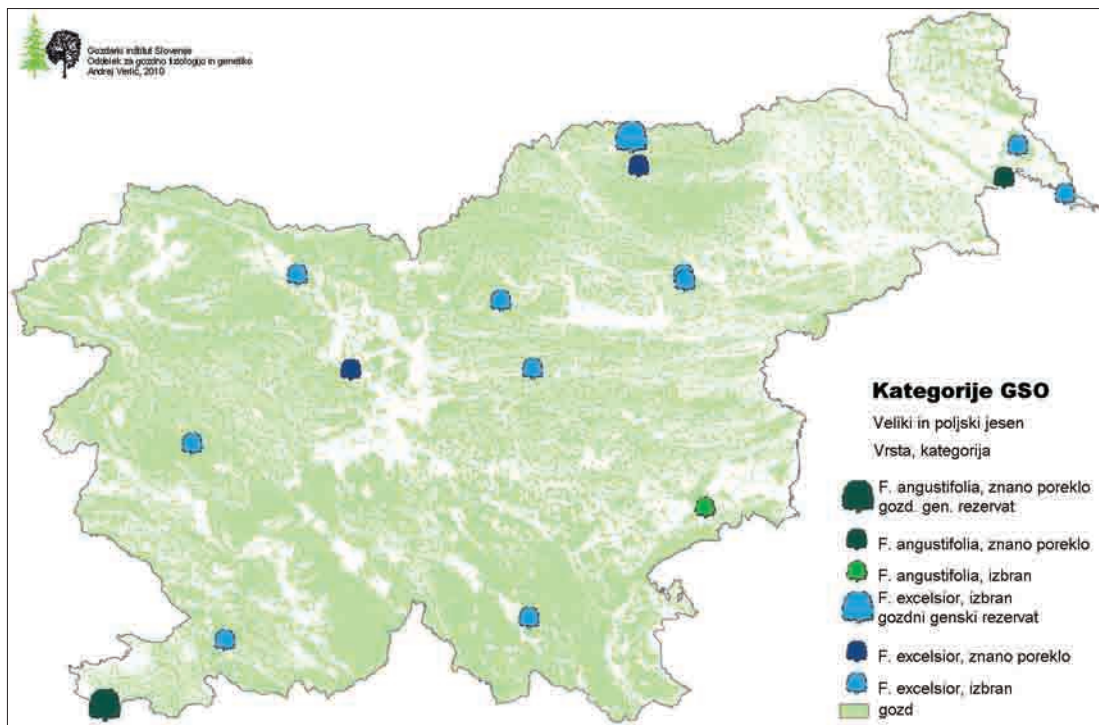 Gozdarki inštitut Slovenije
Oddelek za gozdno fiziologijo in genetiko
Andrej Verlič, 2010
Kategorije GSO
Veliki in poljski jesen
Vrsta, kategorija
F. angustifolia, znano poreklo
gozd. gen. rezervat
F. angustifolia, znano poreklo
F. angustifolia, izbran
F. excelsior, izbran
gozdni genski rezervat
F. excelsior, znano poreklo
F. excelsior, izbran
gozd